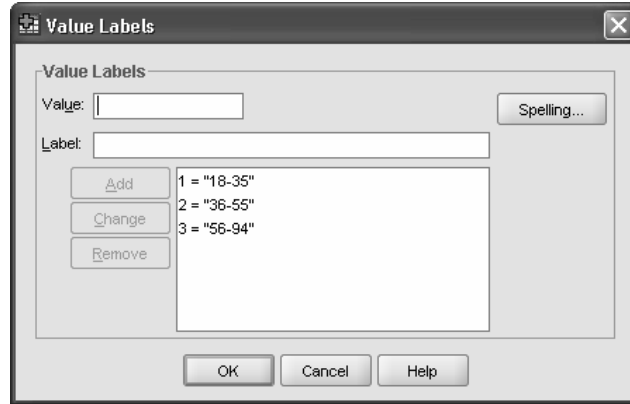 Value Labels
Value Labels
Value:
Spelling...
Label:
Add
1 = "18-35"
Change
2 = "36-55"
Remove
3 = "56-94"
OK Cancel Help